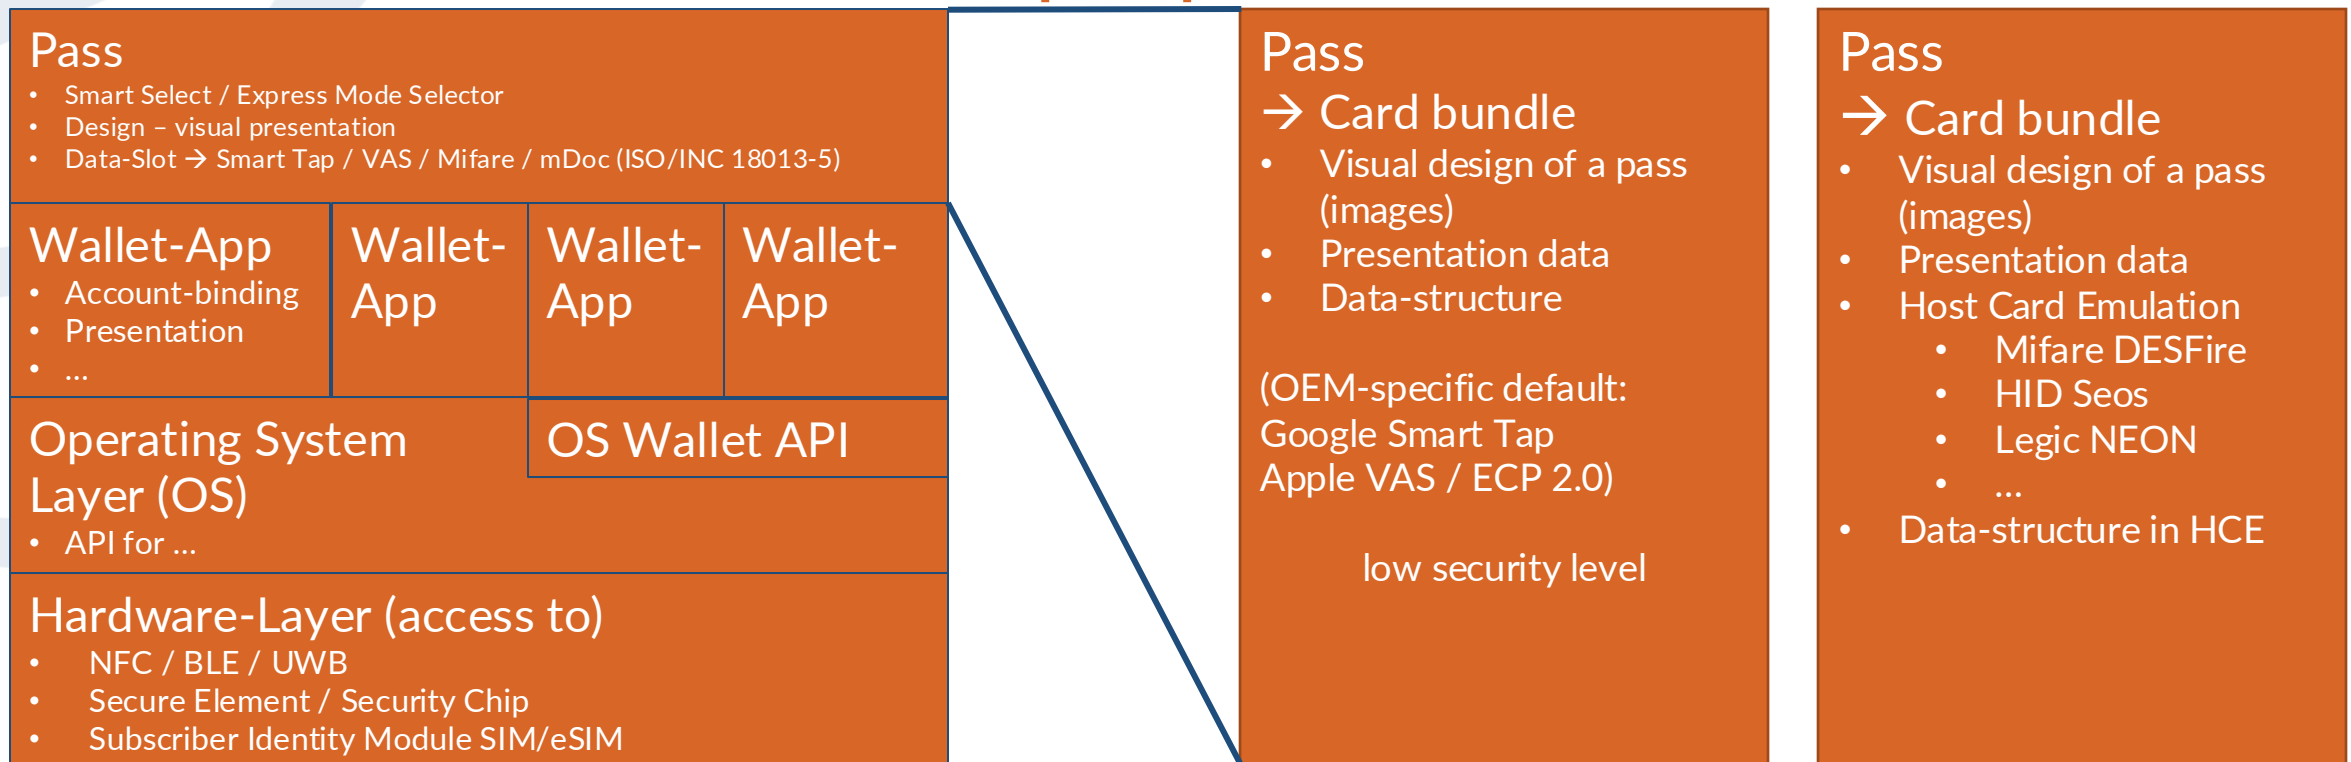 Pass
• Smart Select / Express Mode Selector
• Design – visual presentation
• Data-Slot → Smart Tap / VAS / Mifare / mDoc (ISO/INC 18013-5)
Wallet-App
• Account-binding
• Presentation
• ...
Wallet-
App
Wallet-
App
Wallet-
App
Operating System
Layer (OS)
• API for ...
OS Wallet API
Hardware-Layer (access to)
• NFC / BLE / UWB
• Secure Element / Security Chip
• Subscriber Identity Module SIM/eSIM
Pass
→ Card bundle
• Visual design of a pass
(images)
• Presentation data
• Data-structure
(OEM-specific default:
Google Smart Tap
Apple VAS / ECP 2.0)
low security level
Pass
→ Card bundle
• Visual design of a pass
(images)
• Presentation data
• Host Card Emulation
• Mifare DESFire
• HID Seos
• Legic NEON
• ...
• Data-structure in HCE